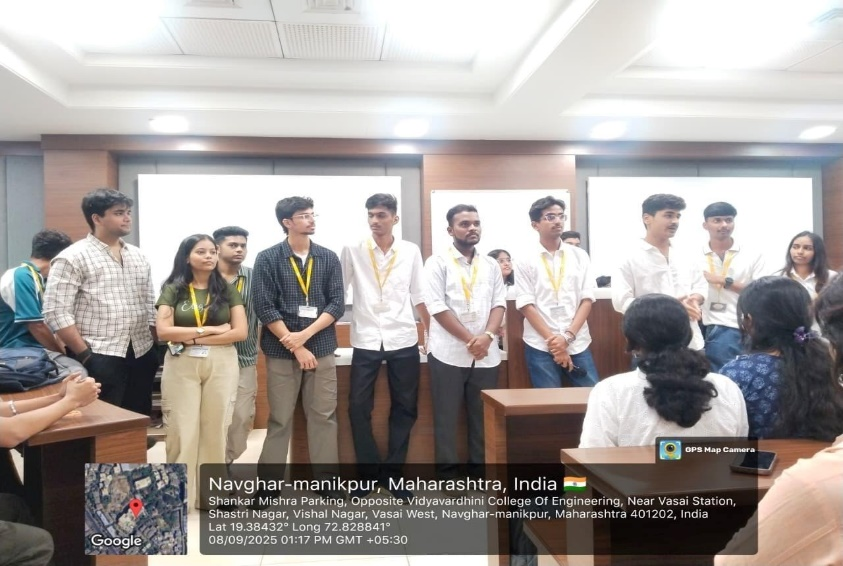 GPS Map Camera
Navghar-manikpur, Maharashtra, India
Shankar Mishra Parking, Opposite Vidyavardhini College Of Engineering, Near Vasai Station,
Shastri Nagar, Vishal Nagar, Vasai West, Navghar-manikpur, Maharashtra 401202, India
Lat 19.38432° Long 72.828841°
08/09/2025 01:17 PM GMT +05:30
Google